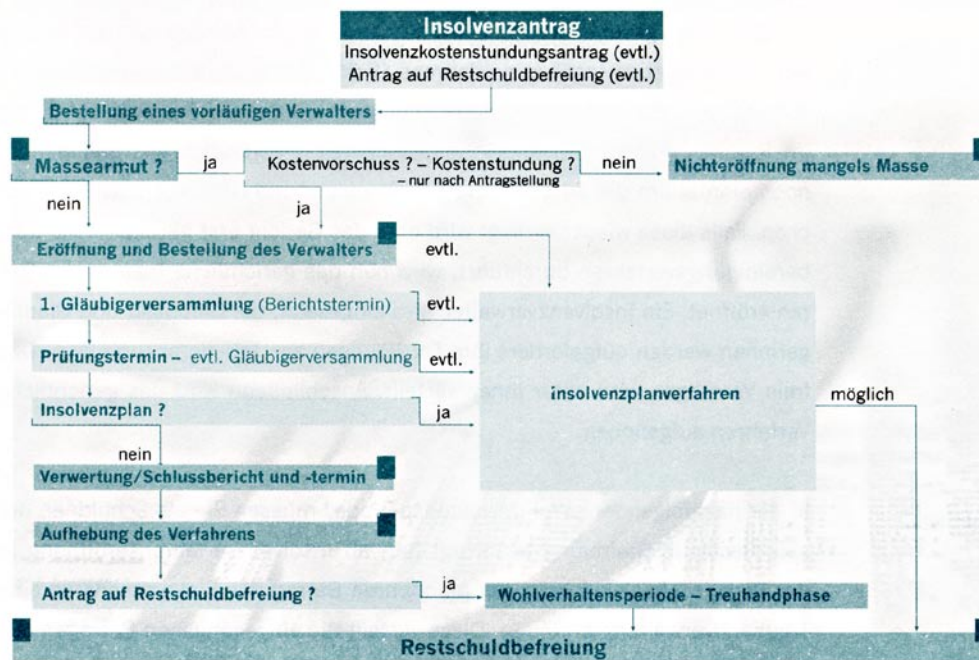 Insolvenzantrag
Insolvenzkostenstundungsantrag (evtl.)
Antrag auf Restschuldbefreiung (evtl.)
Bestellung eines vorläufigen Verwalters
Massearmut ?
ja
Kostenvorschuss ? – Kostenstundung ?
– nur nach Antragstellung
nein
Nichteröffnung mangels Masse
nein
ja
Eröffnung und Bestellung des Verwalters
evtl.
1. Gläubigerversammlung (Berichtstermin)
evtl.
Prüfungstermin – evtl. Gläubigerversammlung
evtl.
Insolvenzplanverfahren
möglich
Insolvenzplan ?
ja
nein
Verwertung/Schlussbericht und -termin
Aufhebung des Verfahrens
Antrag auf Restschuldbefreiung ?
ja
Wohlverhaltensperiode – Treuhandphase
Restschuldbefreiung